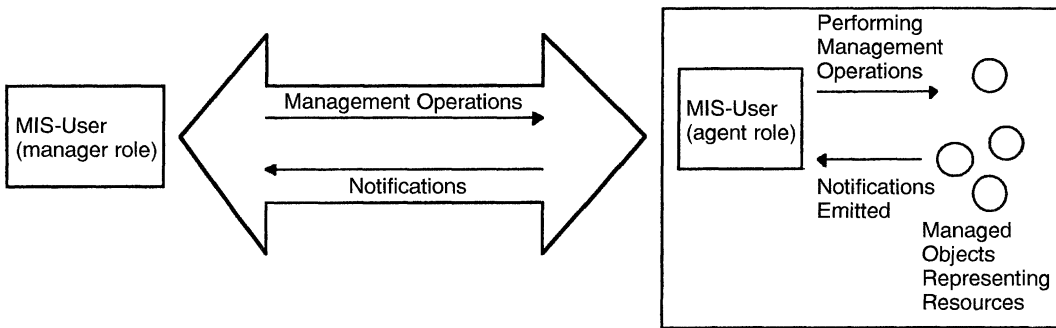 MIS-User
(manager role)
Management Operations
Notifications
MIS-User
(agent role)
Performing
Management
Operations
Notifications
Emitted
Managed
Objects
Representing
Resources